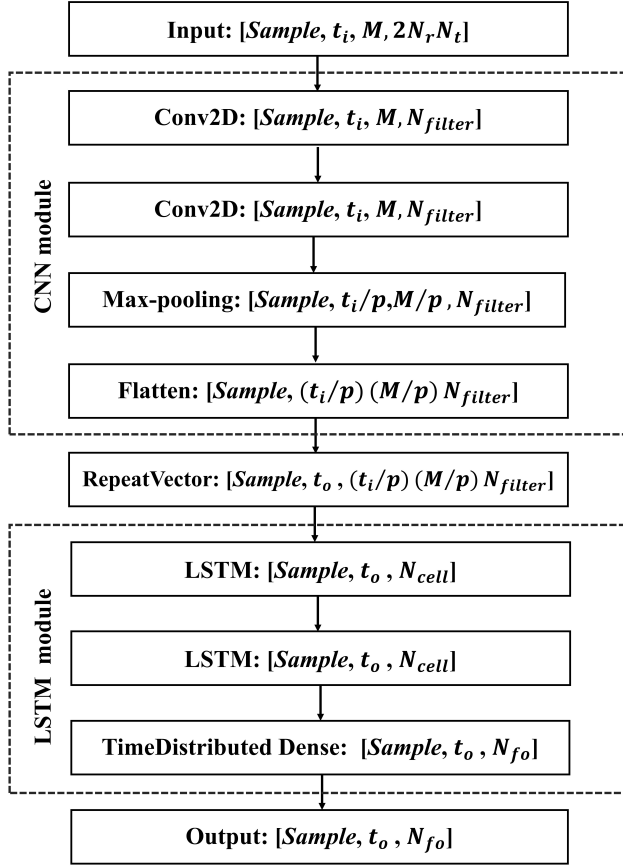 Input: [Sample, t_i, M, 2N_rN_t]
CNN module
Conv2D: [Sample, t_i, M, N_filter]
Conv2D: [Sample, t_i, M, N_filter]
Max-pooling: [Sample, t_i/p,M/p, N_filter]
Flatten: [Sample, (t_i/p) (M/p) N_filter]
RepeatVector: [Sample, t_o , (t_i/p) (M/p) N_filter]
LSTM module
LSTM: [Sample, t_o , N_cell]
LSTM: [Sample, t_o , N_cell]
TimeDistributed Dense: [Sample, t_o , N_fo]
Output: [Sample, t_o , N_fo]